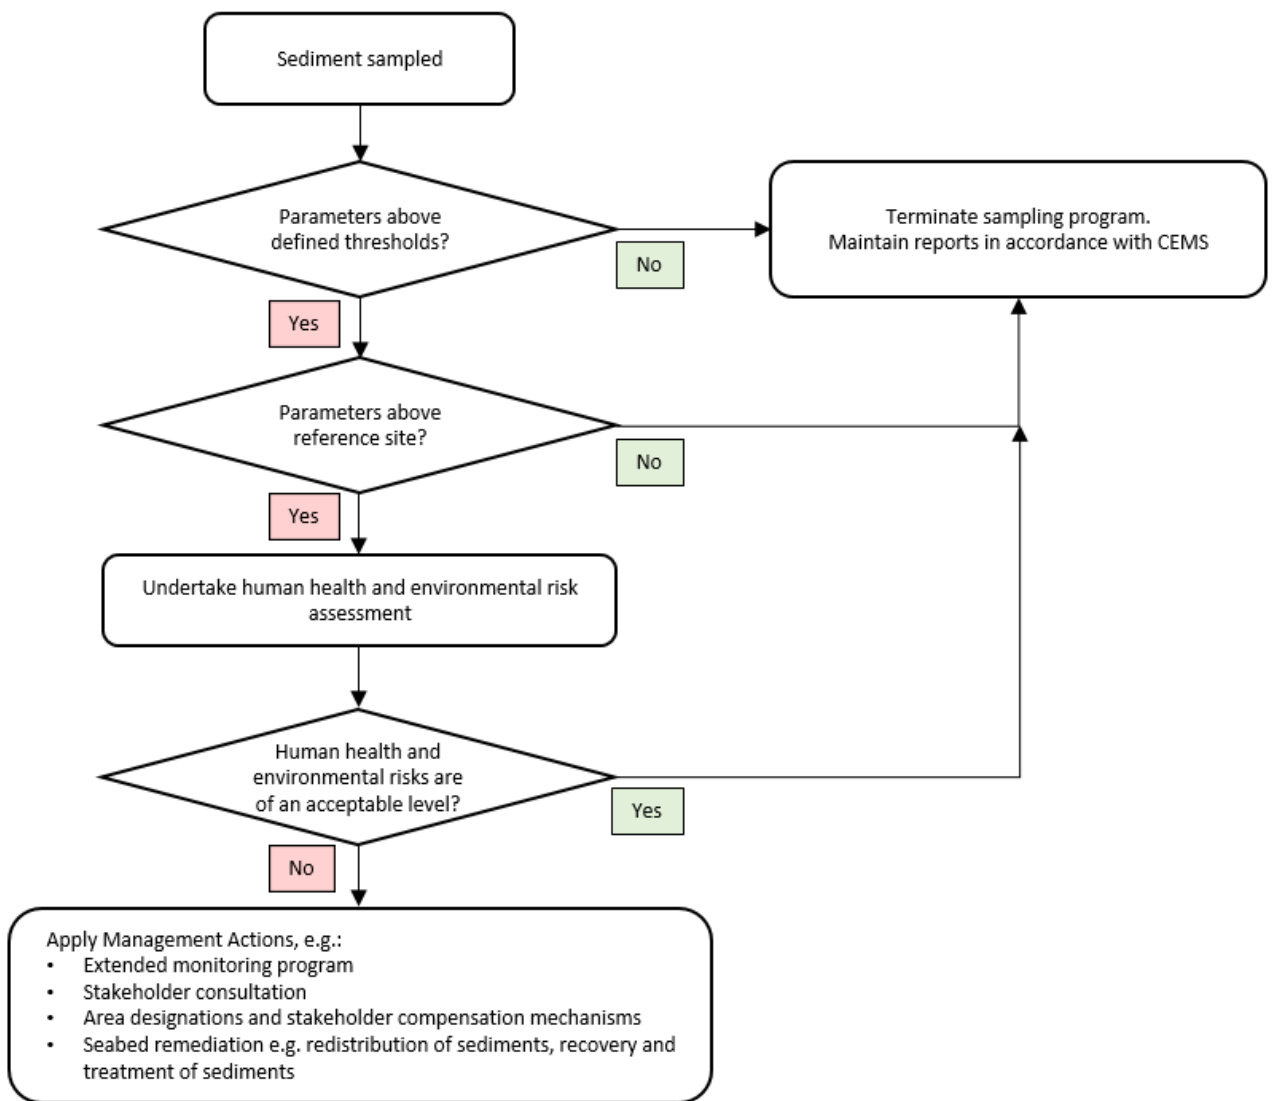 Sediment sampled
Parameters above
defined thresholds?
No
Terminate sampling program.
Maintain reports in accordance with CEMS
Yes
Parameters above
reference site?
No
Yes
Undertake human health and environmental risk
assessment
Human health and
environmental risks are
of an acceptable level?
Yes
No
Apply Management Actions, e.g.:
• Extended monitoring program
• Stakeholder consultation
• Area designations and stakeholder compensation mechanisms
• Seabed remediation e.g. redistribution of sediments, recovery and
treatment of sediments